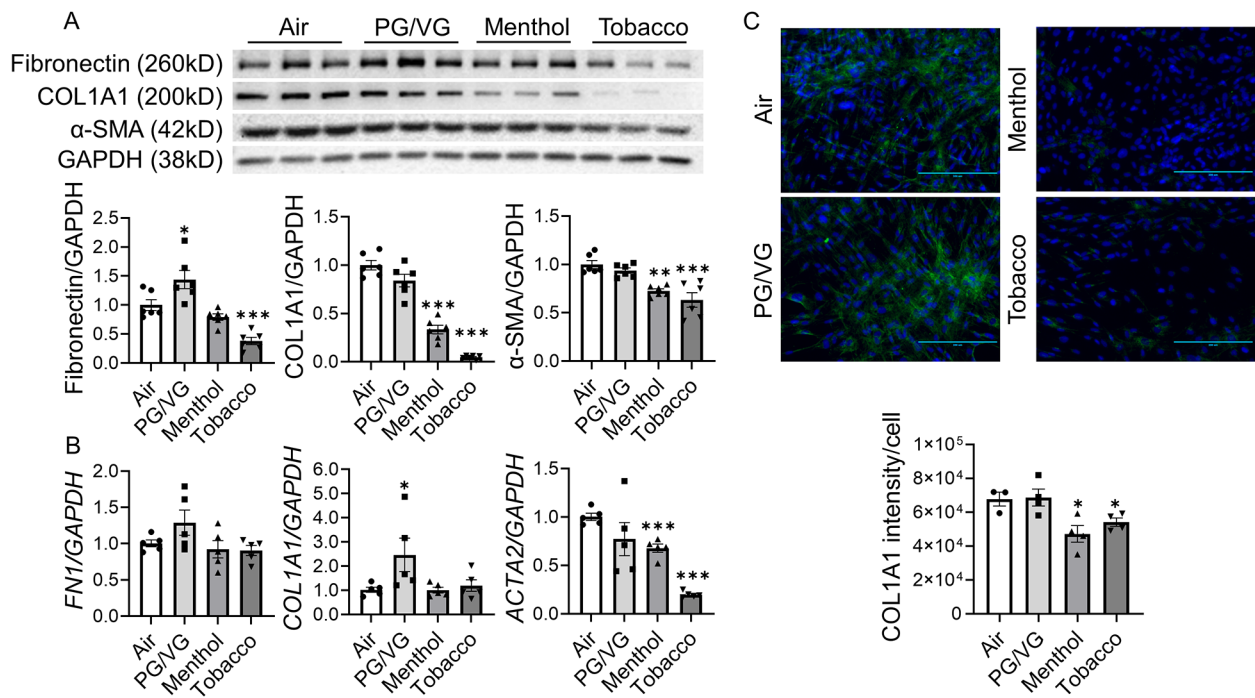 A
Air
PG/VG
Menthol
Tobacco
Fibronectin (260kD)
COL1A1 (200kD)
α-SMA (42kD)
GAPDH (38kD)
Fibronectin/GAPDH
2.5
2.0
1.5
1.0
0.5
0.0
*
***
Air
PG/VG
Menthol
Tobacco
COL1A1/GAPDH
1.5
1.0
0.5
0.0
***
***
Air
PG/VG
Menthol
Tobacco
α-SMA/GAPDH
1.5
1.0
0.5
0.0
**
***
Air
PG/VG
Menthol
Tobacco
B
FN1/GAPDH
2.0
1.5
1.0
0.5
0.0
Air
PG/VG
Menthol
Tobacco
COL1A1/GAPDH
6.0
5.0
4.0
3.0
2.0
1.0
0.0
*
Air
PG/VG
Menthol
Tobacco
ACTA2/GAPDH
1.5
1.0
0.5
0.0
***
***
Air
PG/VG
Menthol
Tobacco
C
Air
Menthol
PG/VG
Tobacco
COL1A1 intensity/cell
1×10⁵
8×10⁴
6×10⁴
4×10⁴
2×10⁴
0
*
*
Air
PG/VG
Menthol
Tobacco